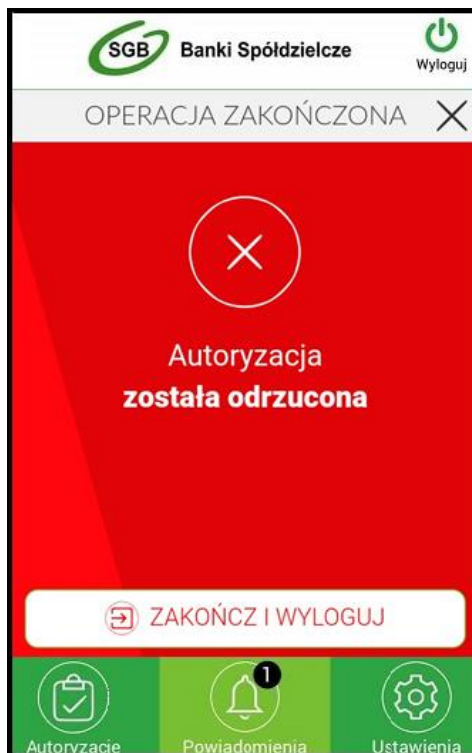 SGB Banki Spółdzielcze
Wyloguj
OPERACJA ZAKOŃCZONA
Autoryzacja
została odrzucona
ZAKOŃCZ I WYLOGUJ
1
Autoryzacje Powiadomienia Ustawienia